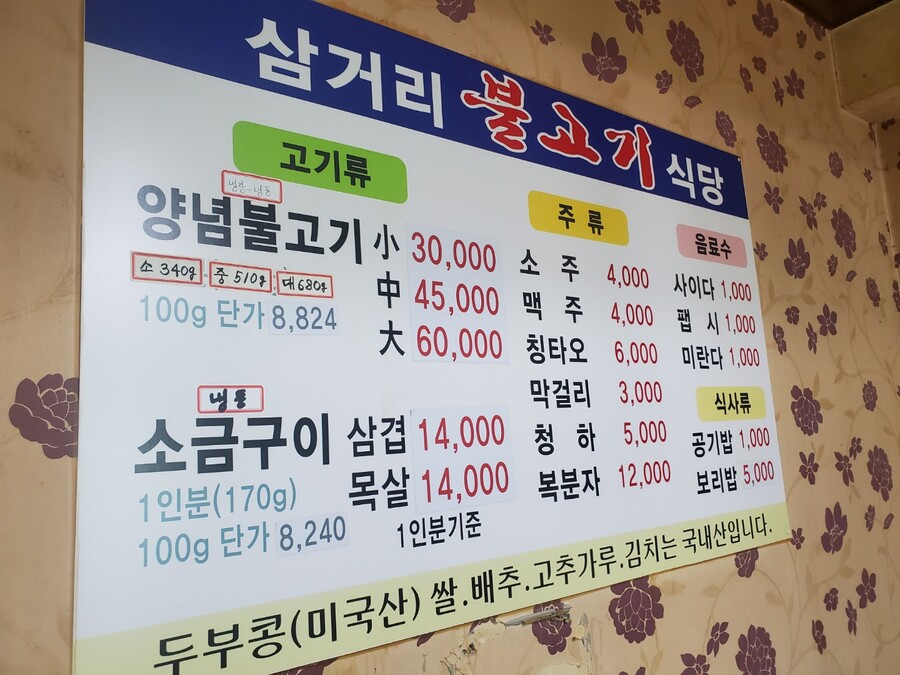 삼거리 불고기 식당
고기류
냉장-냉동
양념불고기 小 30,000
中 45,000
大 60,000
소 340g 중 510g 대 680g
100g 단가 8,824
냉동
소금구이 삼겹 14,000
목살 14,000
1인분(170g)
100g 단가 8,240
1인분기준
주 류
소 주 4,000
맥 주 4,000
칭타오 6,000
막걸리 3,000
청 하 5,000
복분자 12,000
음료수
사이다 1,000
팹 시 1,000
미란다 1,000
식사류
공기밥 1,000
보리밥 5,000
두부콩(미국산) 쌀.배추.고추가루.김치는 국내산입니다.